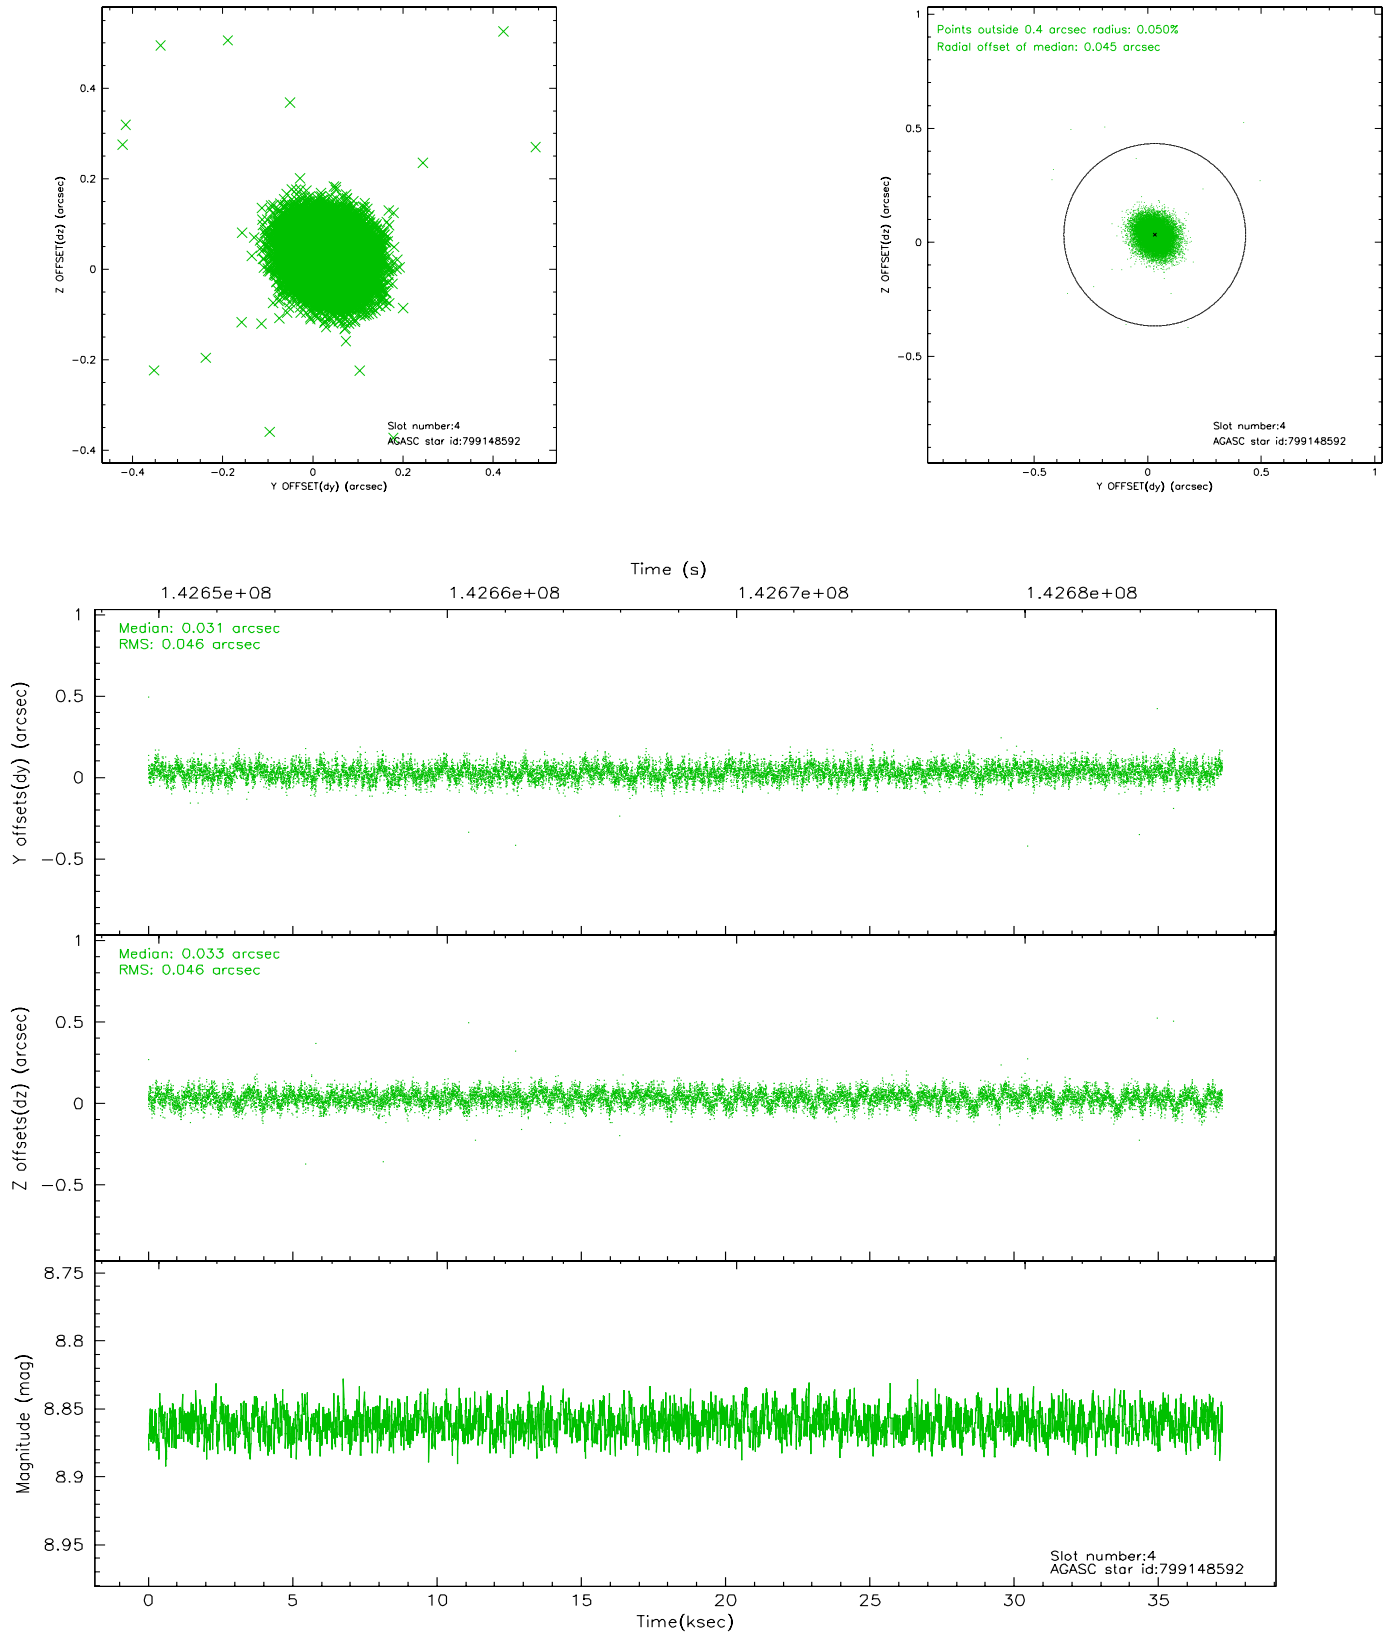 0.4
0.2
0
−0.2
−0.4
Z OFFSET(dz) (arcsec)
−0.4
−0.2
0
0.2
0.4
Y OFFSET(dy) (arcsec)
Slot number:4
AGASC star id:799148592
Points outside 0.4 arcsec radius: 0.050%
Radial offset of median: 0.045 arcsec
1
0.5
0
−0.5
Z OFFSET(dz) (arcsec)
−0.5
0
0.5
1
Y OFFSET(dy) (arcsec)
Slot number:4
AGASC star id:799148592
Time (s)
1.4265e+08
1.4266e+08
1.4267e+08
1.4268e+08
Median: 0.031 arcsec
RMS: 0.046 arcsec
1
0.5
0
−0.5
Y offsets(dy) (arcsec)
Median: 0.033 arcsec
RMS: 0.046 arcsec
1
0.5
0
−0.5
Z offsets(dz) (arcsec)
8.75
8.8
8.85
8.9
8.95
Magnitude (mag)
Slot number:4
AGASC star id:799148592
0
5
10
15
20
25
30
35
Time(ksec)